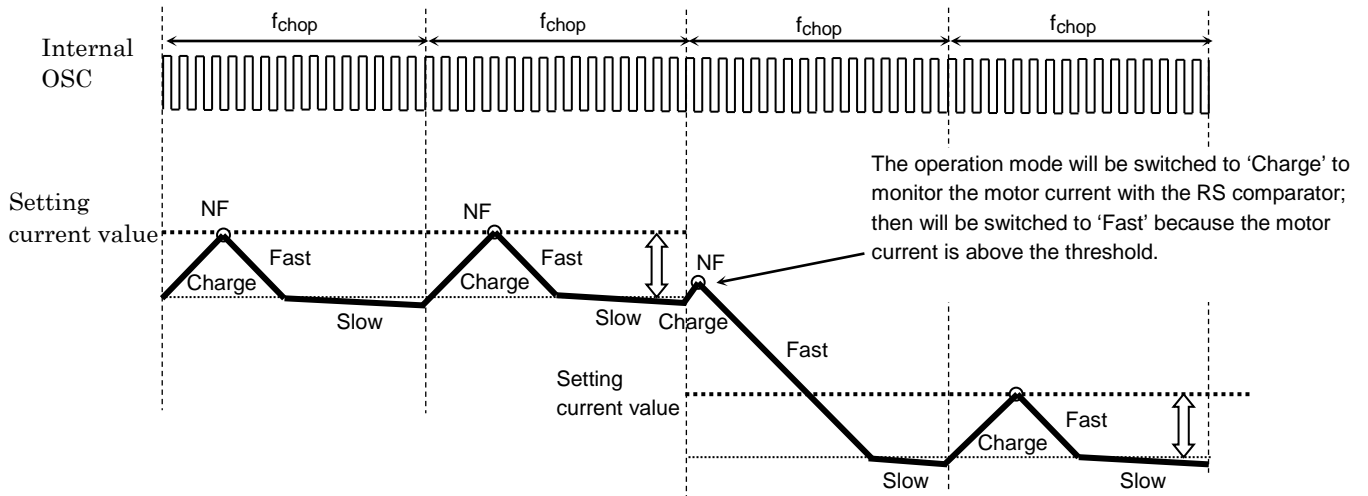 fchop
fchop
fchop
fchop
Internal
OSC
The operation mode will be switched to ‘Charge’ to
monitor the motor current with the RS comparator;
then will be switched to ‘Fast’ because the motor
current is above the threshold.
Setting
current value
NF
NF
Fast
Fast
NF
Charge
Charge
Slow
Slow
Charge
Fast
Setting
current value
Fast
Charge
Slow
Slow